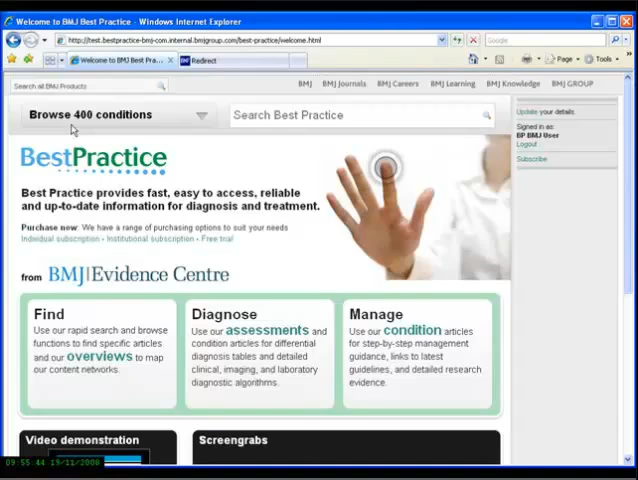 Welcome to BMJ Best Practice - Windows Internet Explorer
http://test.bestpractice-bmj-com.internal.bmjgroup.com/best-practice/welcome.html
Google
Welcome to BMJ Best Pra...
Redirect
Page
Tools
Search all BMJ Products
BMJ BMJ Journals BMJ Careers BMJ Learning BMJ Knowledge BMJ GROUP
Browse 400 conditions
Search Best Practice
Update your details.
Signed in as:
BP BMJ User
Logout
Subscribe
BestPractice
Best Practice provides fast, easy to access, reliable
and up-to-date information for diagnosis and treatment.
Purchase now: We have a range of purchasing options to suit your needs
Individual subscription • Institutional subscription • Free trial
from BMJ|Evidence Centre
Find
Use our rapid search and browse
functions to find specific articles
and our overviews to map
our content networks.
Diagnose
Use our assessments and
condition articles for differential
diagnosis tables and detailed
clinical, imaging, and laboratory
diagnostic algorithms.
Manage
Use our condition articles
for step-by-step management
guidance, links to latest
guidelines, and detailed research
evidence.
Video demonstration
Screengrabs
09:55:44 19/11/2008